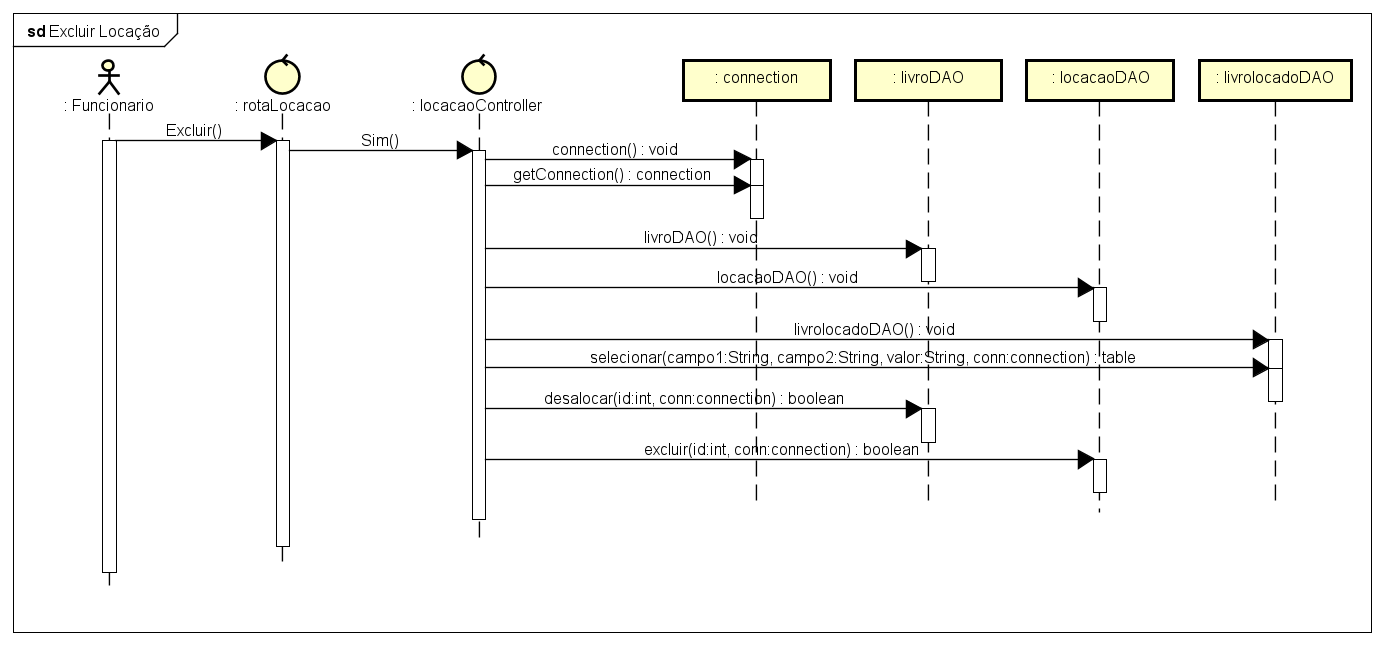 sd Excluir Locação
: Funcionario
: rotaLocacao
: locacaoController
: connection
: livroDAO
: locacaoDAO
: livrolocadoDAO
Excluir()
Sim()
connection() : void
getConnection() : connection
livroDAO() : void
locacaoDAO() : void
livrolocadoDAO() : void
selecionar(campo1:String, campo2:String, valor:String, conn:connection) : table
desalocar(id:int, conn:connection) : boolean
excluir(id:int, conn:connection) : boolean